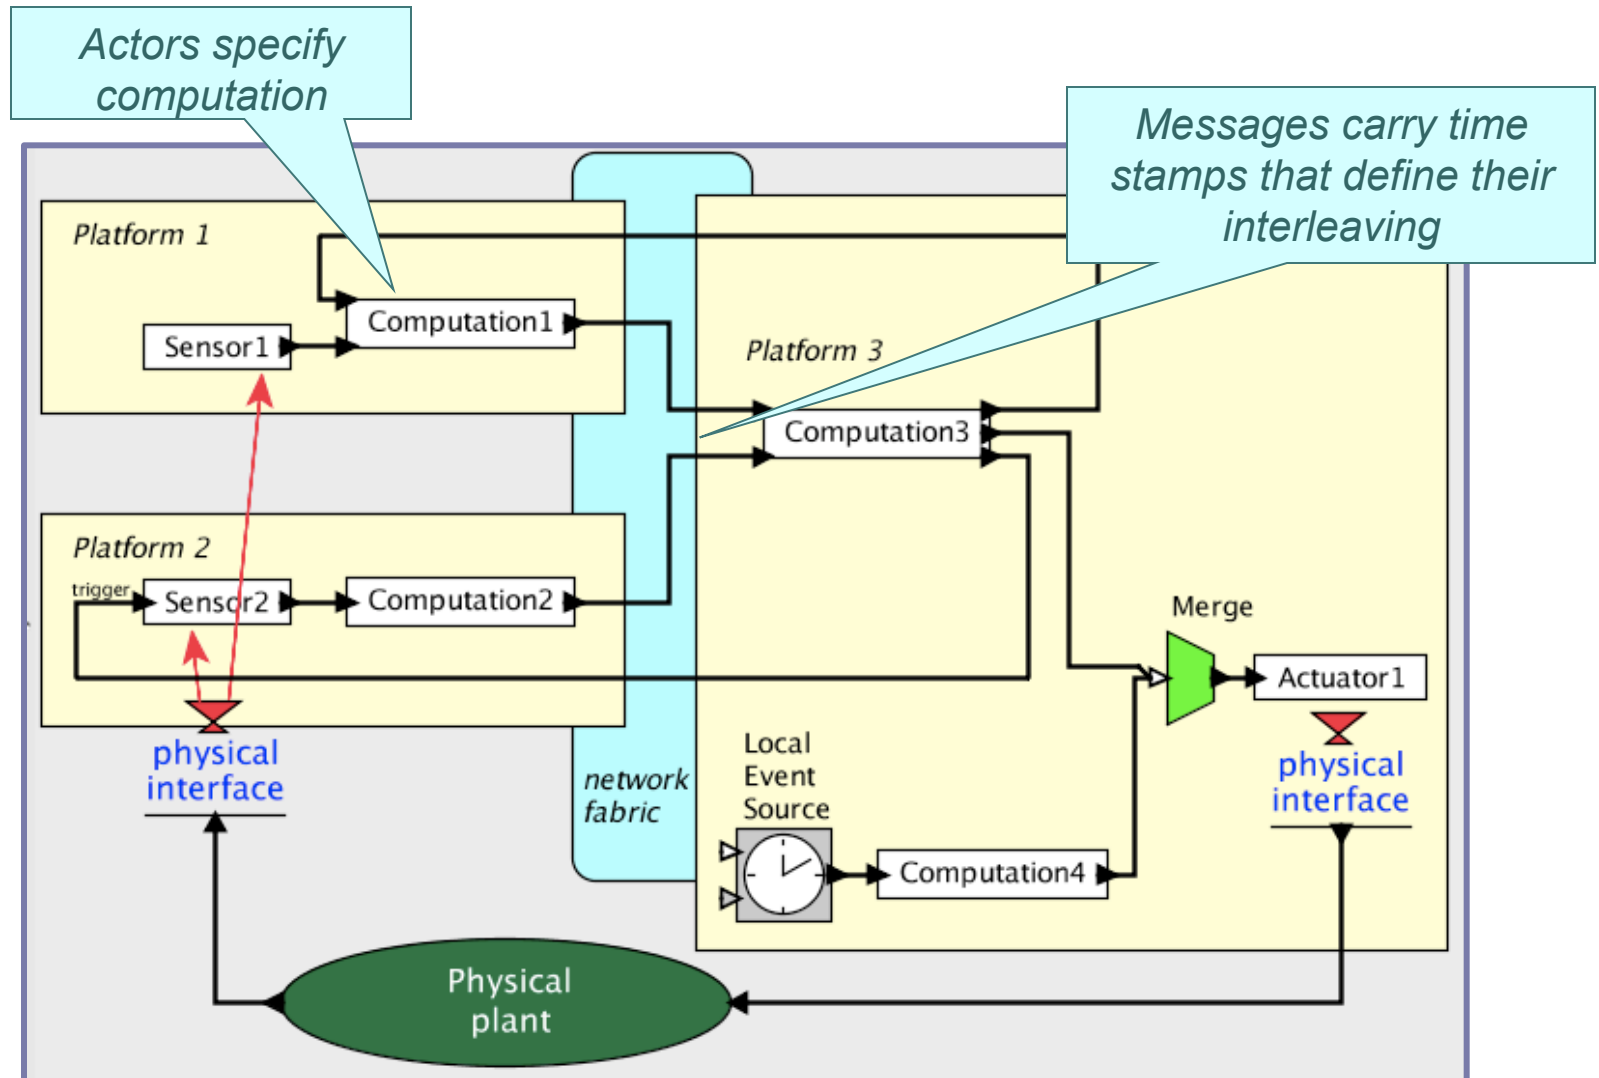 Actors specify
computation
Messages carry time
stamps that define their
interleaving
Platform 1
Computation1
Sensor1
Platform 3
Computation3
Platform 2
trigger
Sensor2
Computation2
Merge
Actuator1
physical
interface
network
fabric
Local
Event
Source
physical
interface
Computation4
Physical
plant